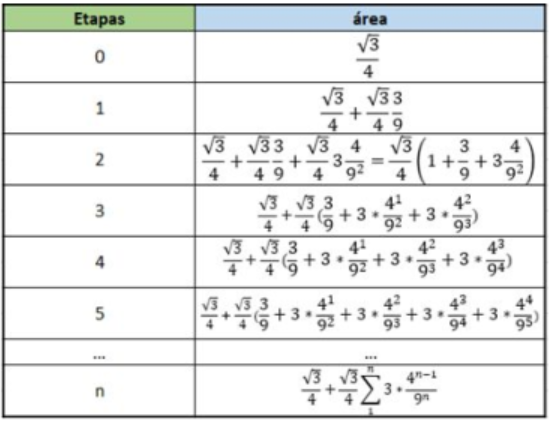 Etapas área
0 √3/4
1 √3/4 + √3/4 3/9
2 √3/4 + √3/4 3/9 + √3/4 3 4/9² = √3/4 (1 + 3/9 + 3 4/9²)
3 √3/4 + √3/4 (3/9 + 3 * 4¹/9² + 3 * 4²/9³)
4 √3/4 + √3/4 (3/9 + 3 * 4¹/9² + 3 * 4²/9³ + 3 * 4³/9⁴)
5 √3/4 + √3/4 (3/9 + 3 * 4¹/9² + 3 * 4²/9³ + 3 * 4³/9⁴ + 3 * 4⁴/9⁵)
... ...
n √3/4 + √3/4 ∑₁ⁿ 3 * 4ⁿ⁻¹/9ⁿ